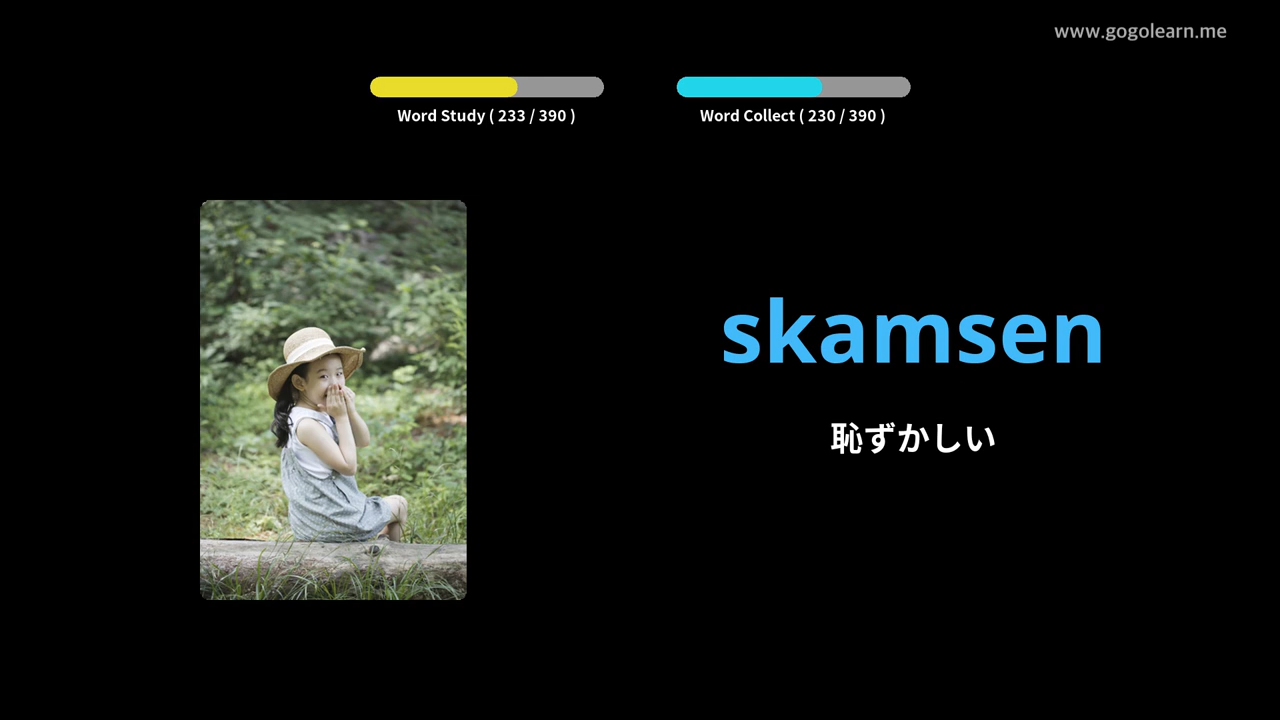 www.gogolearn.me
Word Study ( 233 / 390 )
Word Collect ( 230 / 390 )
skamsen
恥ずかしい